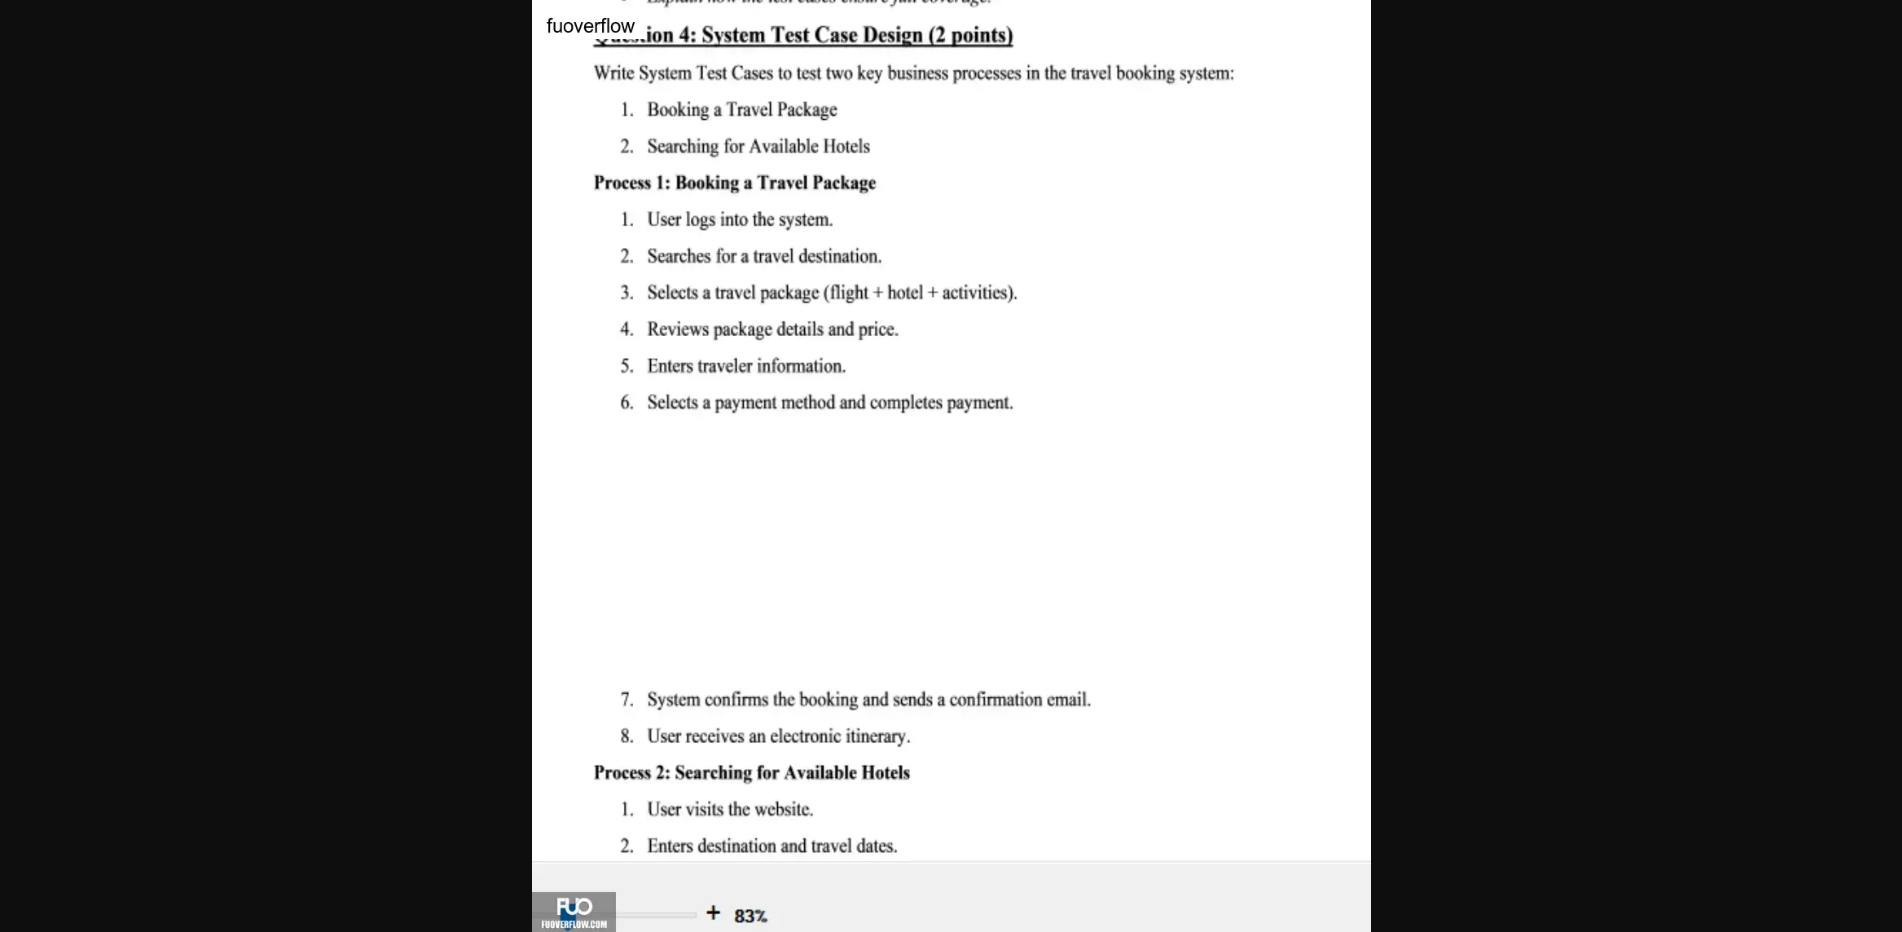 fuoverflow
ion 4: System Test Case Design (2 points)
Write System Test Cases to test two key business processes in the travel booking system:
1. Booking a Travel Package
2. Searching for Available Hotels
Process 1: Booking a Travel Package
1. User logs into the system.
2. Searches for a travel destination.
3. Selects a travel package (flight + hotel + activities).
4. Reviews package details and price.
5. Enters traveler information.
6. Selects a payment method and completes payment.
7. System confirms the booking and sends a confirmation email.
8. User receives an electronic itinerary.
Process 2: Searching for Available Hotels
1. User visits the website.
2. Enters destination and travel dates.
FUO
FUOVERFLOW.COM
+ 83%